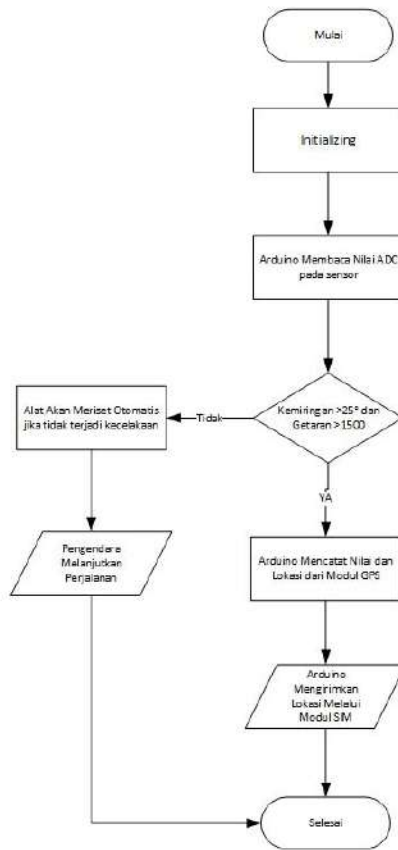 Mulai
Initializing
Arduino Membaca Nilai ADC
pada sensor
Kemiringan >25° dan
Getaran >1500
Tidak
Alat Akan Meriset Otomatis
jika tidak terjadi kecelakaan
Pengendara
Melanjutkan
Perjalanan
YA
Arduino Mencatat Nilai dan
Lokasi dari Modul GPS
Arduino
Mengirimkan
Lokasi Melalui
Modul SIM
Selesai